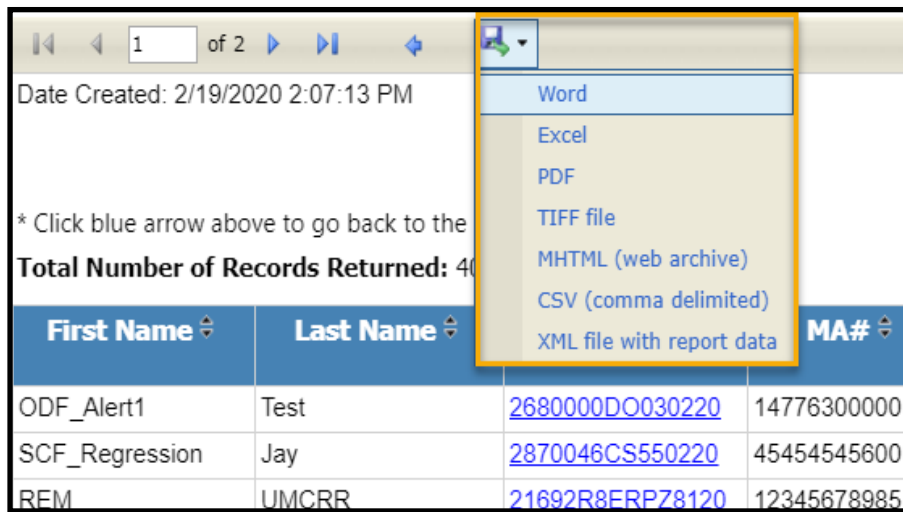 1 of 2
Date Created: 2/19/2020 2:07:13 PM
Word
Excel
PDF
TIFF file
MHTML (web archive)
CSV (comma delimited)
XML file with report data
* Click blue arrow above to go back to the
Total Number of Records Returned: 40
First Name Last Name MA#
ODF_Alert1 Test 2680000DO030220 14776300000
SCF_Regression Jay 2870046CS550220 45454545600
REM UMCRR 21692R8ERPZ8120 12345678985